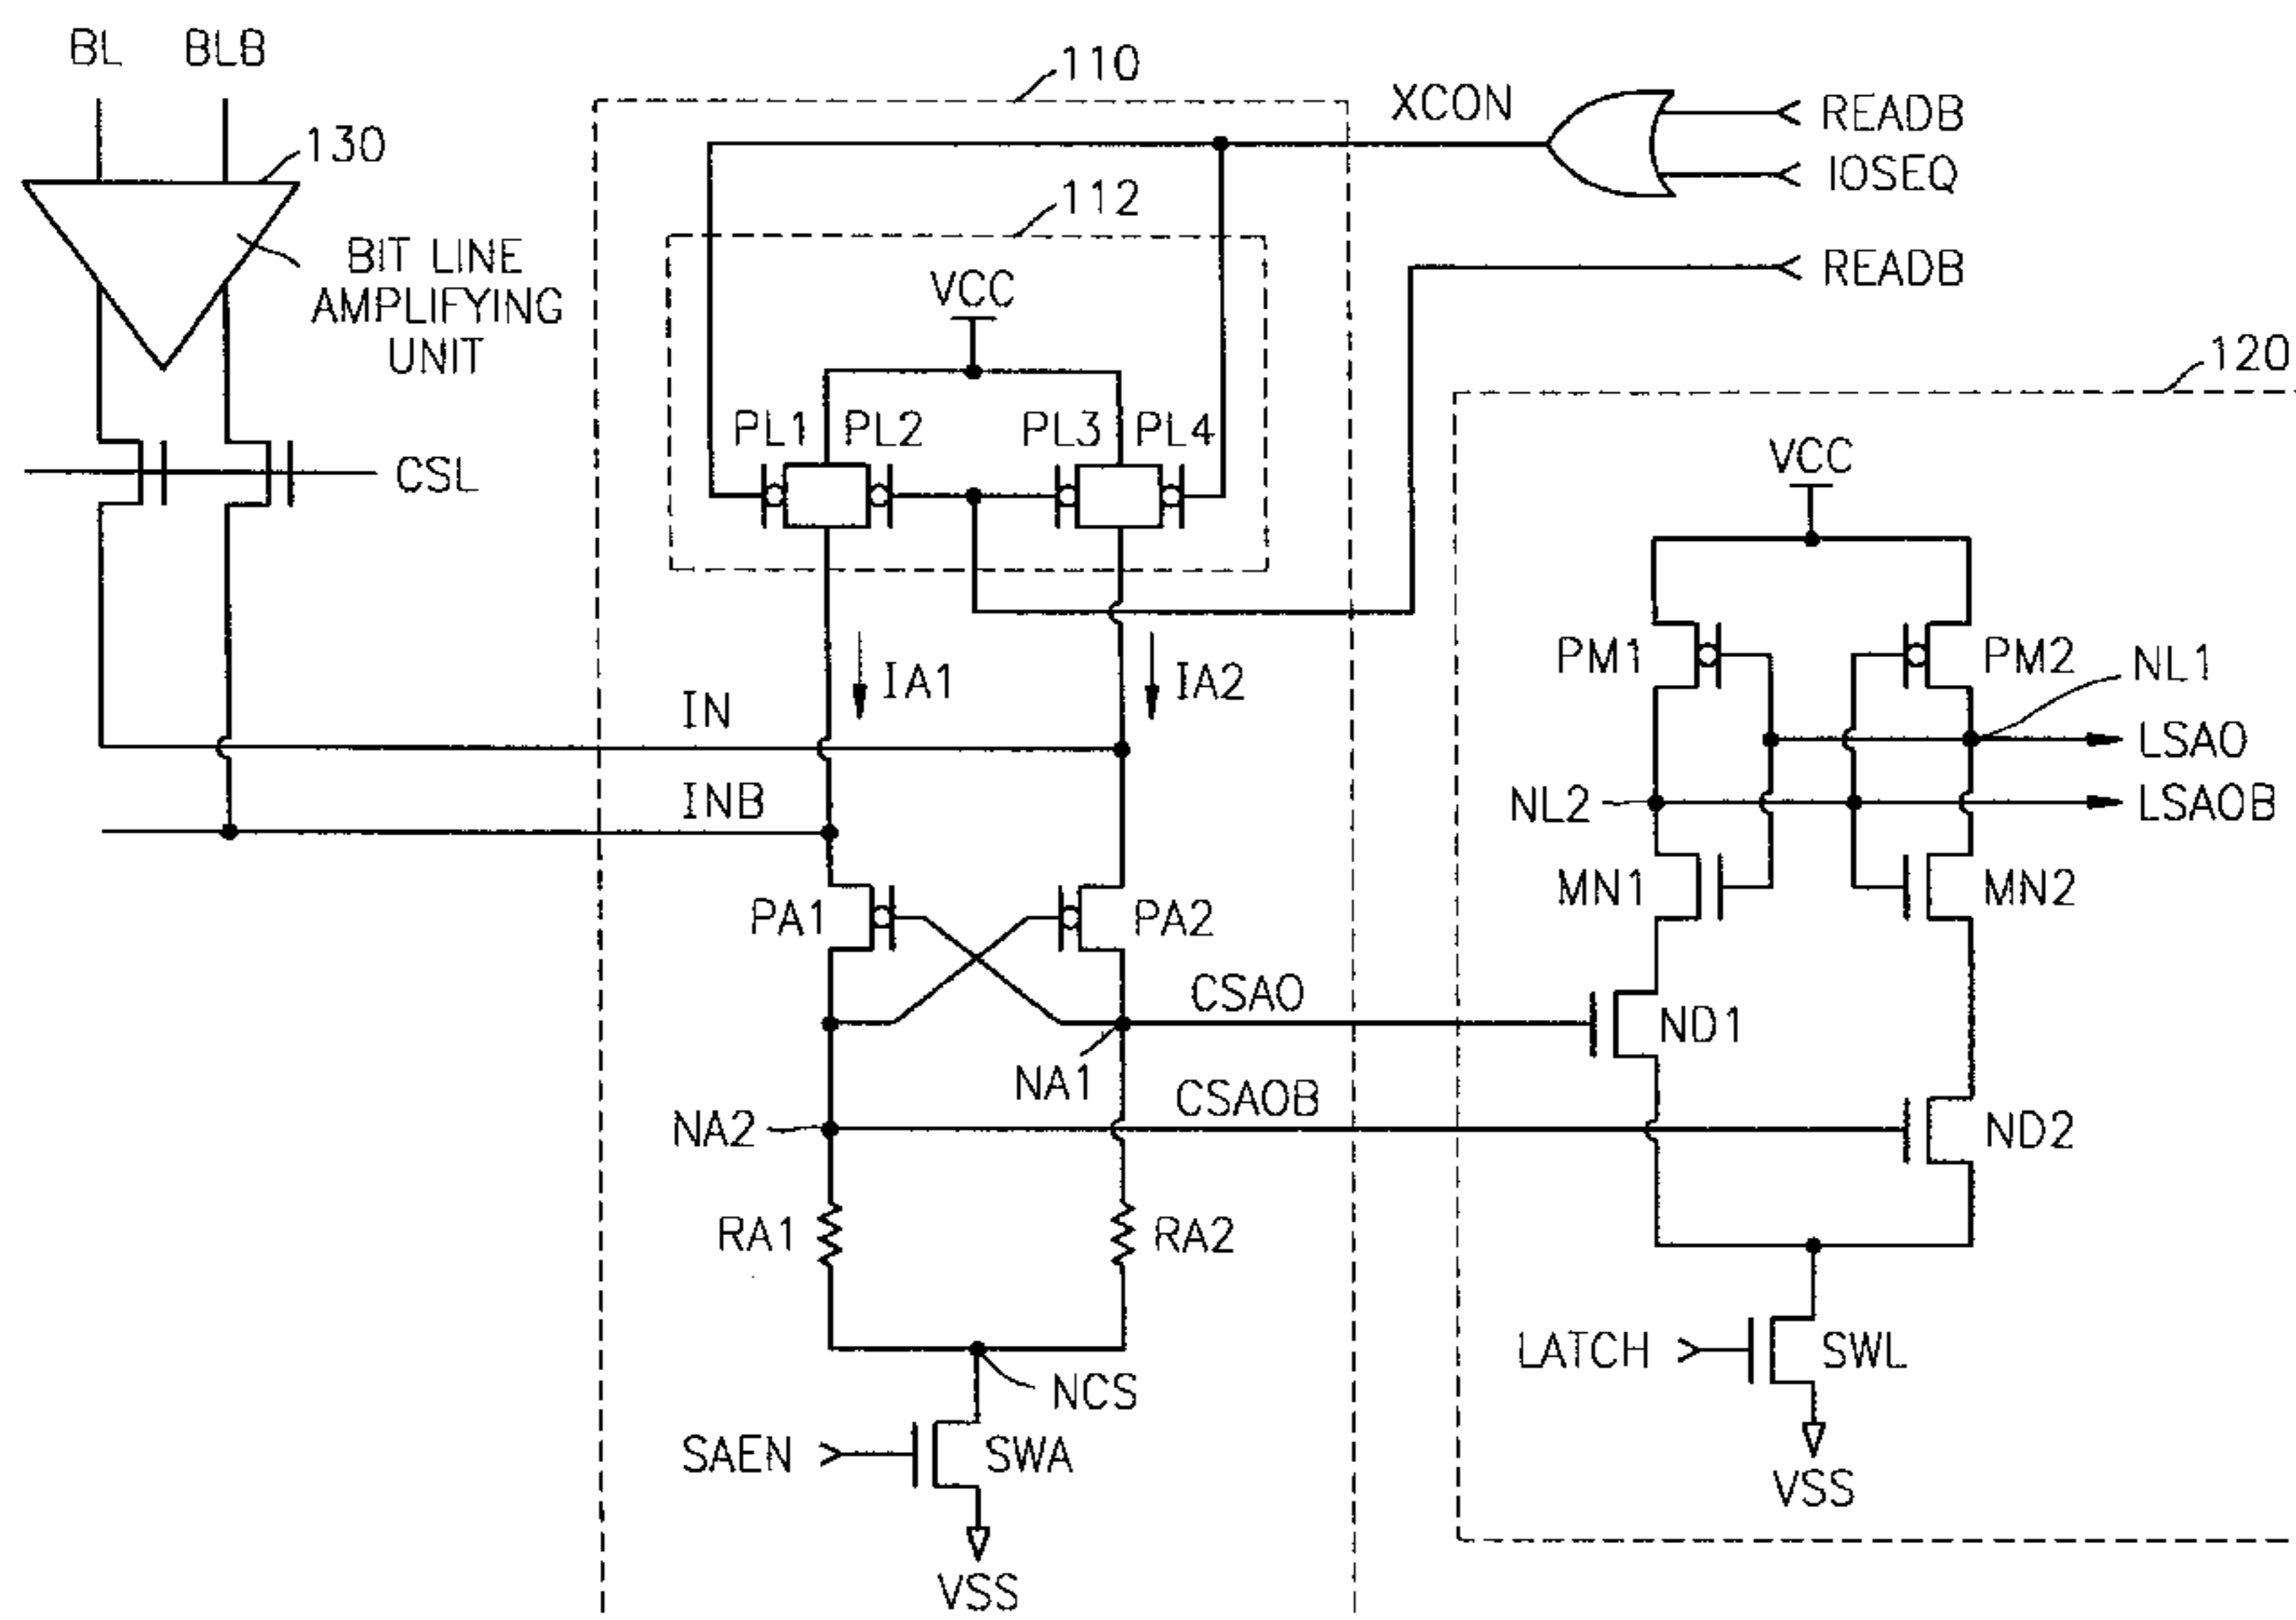 BL BLB
110
XCON
READB
130
IOSEQ
112
BIT LINE
AMPLIFYING
UNIT
VCC
READB
120
PL1 PL2 PL3 PL4
CSL
VCC
PM1 PM2
NL1
IA1 IA2
IN
LSAO
INB
NL2
LSAOB
MN1 MN2
PA1 PA2
CSAO
ND1
NA1
CSAOB
NA2
ND2
RA1 RA2
LATCH SWL
NCS
SAEN SWA
VSS
VSS